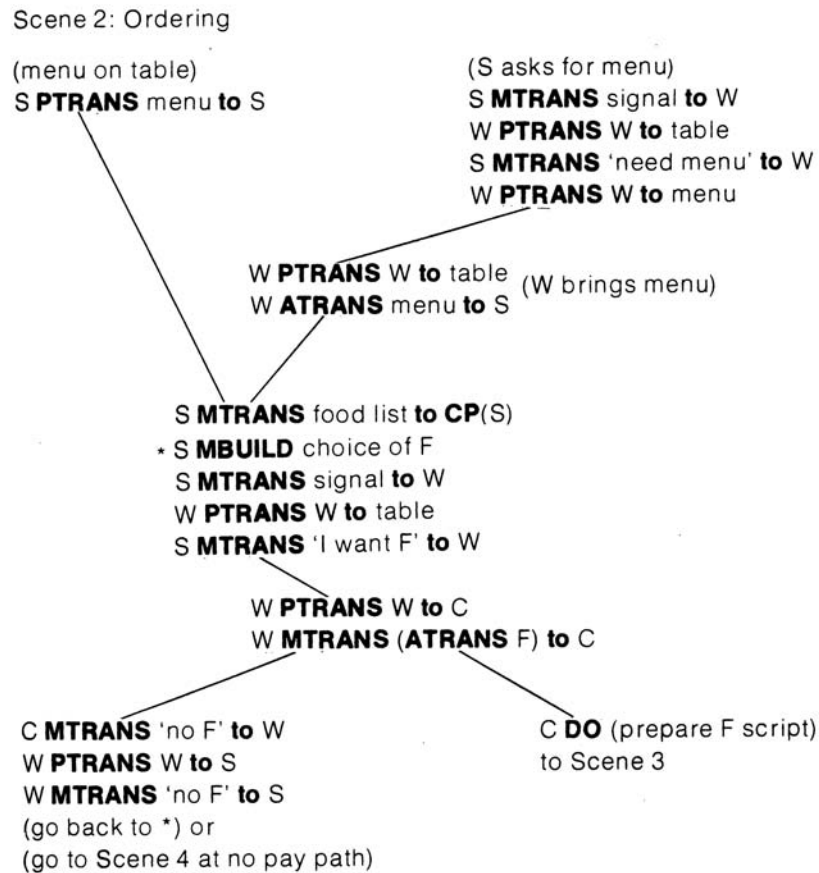 Scene 2: Ordering
(menu on table)
S PTRANS menu to S
(S asks for menu)
S MTRANS signal to W
W PTRANS W to table
S MTRANS ‘need menu’ to W
W PTRANS W to menu
W PTRANS W to table
W ATRANS menu to S
(W brings menu)
S MTRANS food list to CP(S)
* S MBUILD choice of F
S MTRANS signal to W
W PTRANS W to table
S MTRANS ‘I want F’ to W
W PTRANS W to C
W MTRANS (ATRANS F) to C
C MTRANS ‘no F’ to W
W PTRANS W to S
W MTRANS ‘no F’ to S
(go back to *) or
(go to Scene 4 at no pay path)
C DO (prepare F script)
to Scene 3